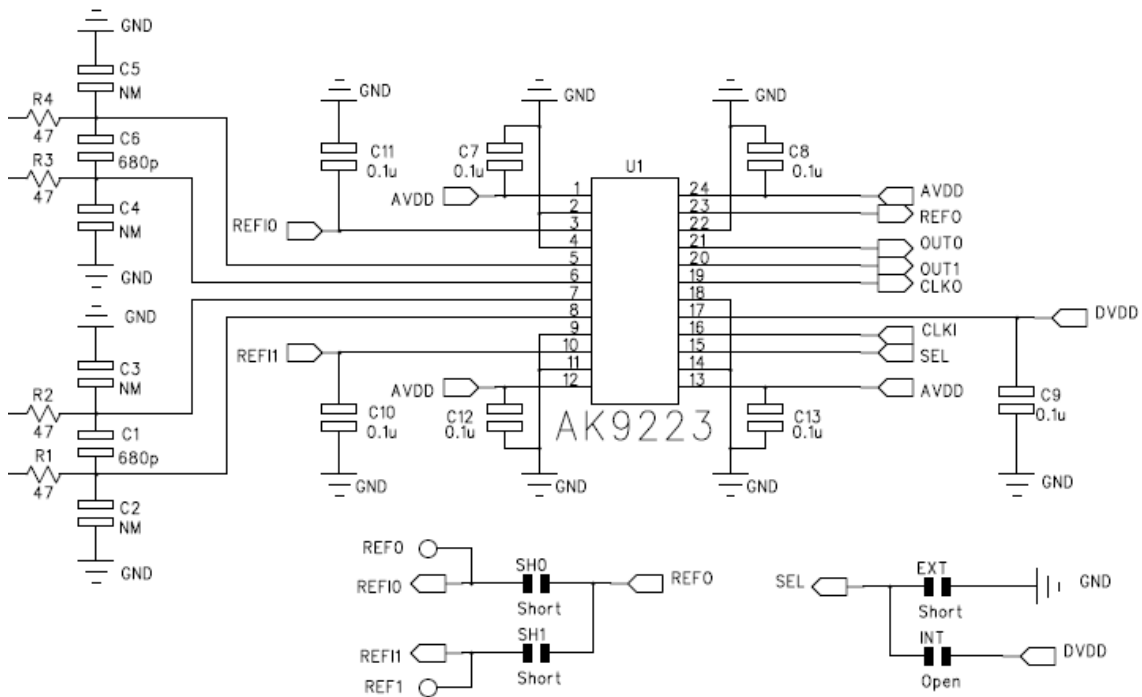 GND
C5
NM
R4
47
C6
680p
R3
47
C4
NM
GND
GND
C3
NM
R2
47
C1
680p
R1
47
C2
NM
GND
GND
C11
0.1u
REFI0
GND
C7
0.1u
AVDD
GND
C8
0.1u
U1
1 24
2 23
3 22
4 21
5 20
6 19
7 18
8 17
9 16
10 15
11 14
12 13
AK9223
AVDD
REFO
OUT0
OUT1
CLKO
DVDD
CLKI
SEL
AVDD
REFI1
C10
0.1u
GND
AVDD
C12
0.1u
GND
C13
0.1u
GND
C9
0.1u
GND
REF0
REFI0
SH0
Short
REFO
REFI1
SH1
Short
REF1
SEL
EXT
Short
GND
INT
Open
DVDD